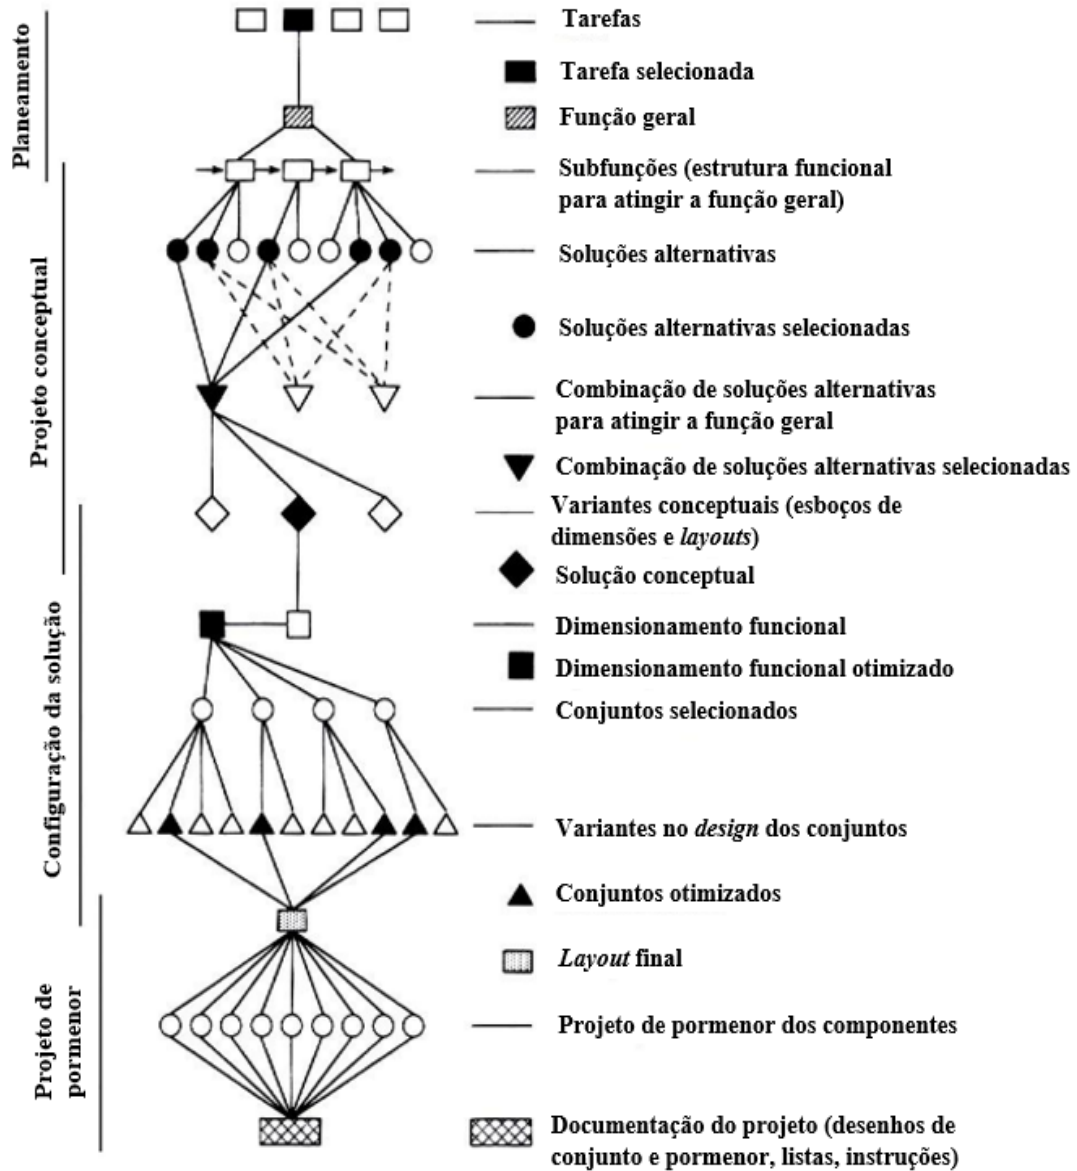 Planeamento
Projeto conceptual
Configuração da solução
Projeto de
pormenor
Tarefas
Tarefa selecionada
Função geral
Subfunções (estrutura funcional
para atingir a função geral)
Soluções alternativas
Soluções alternativas selecionadas
Combinação de soluções alternativas
para atingir a função geral
Combinação de soluções alternativas selecionadas
Variantes conceptuais (esboços de
dimensões e layouts)
Solução conceptual
Dimensionamento funcional
Dimensionamento funcional otimizado
Conjuntos selecionados
Variantes no design dos conjuntos
Conjuntos otimizados
Layout final
Projeto de pormenor dos componentes
Documentação do projeto (desenhos de
conjunto e pormenor, listas, instruções)